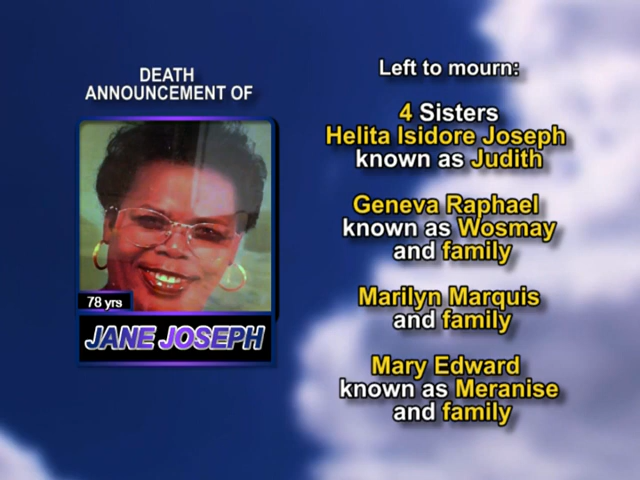 DEATH
ANNOUNCEMENT OF
78 yrs
JANE JOSEPH
Left to mourn:
4 Sisters
Helita Isidore Joseph
known as Judith
Geneva Raphael
known as Wosmay
and family
Marilyn Marquis
and family
Mary Edward
known as Meranise
and family